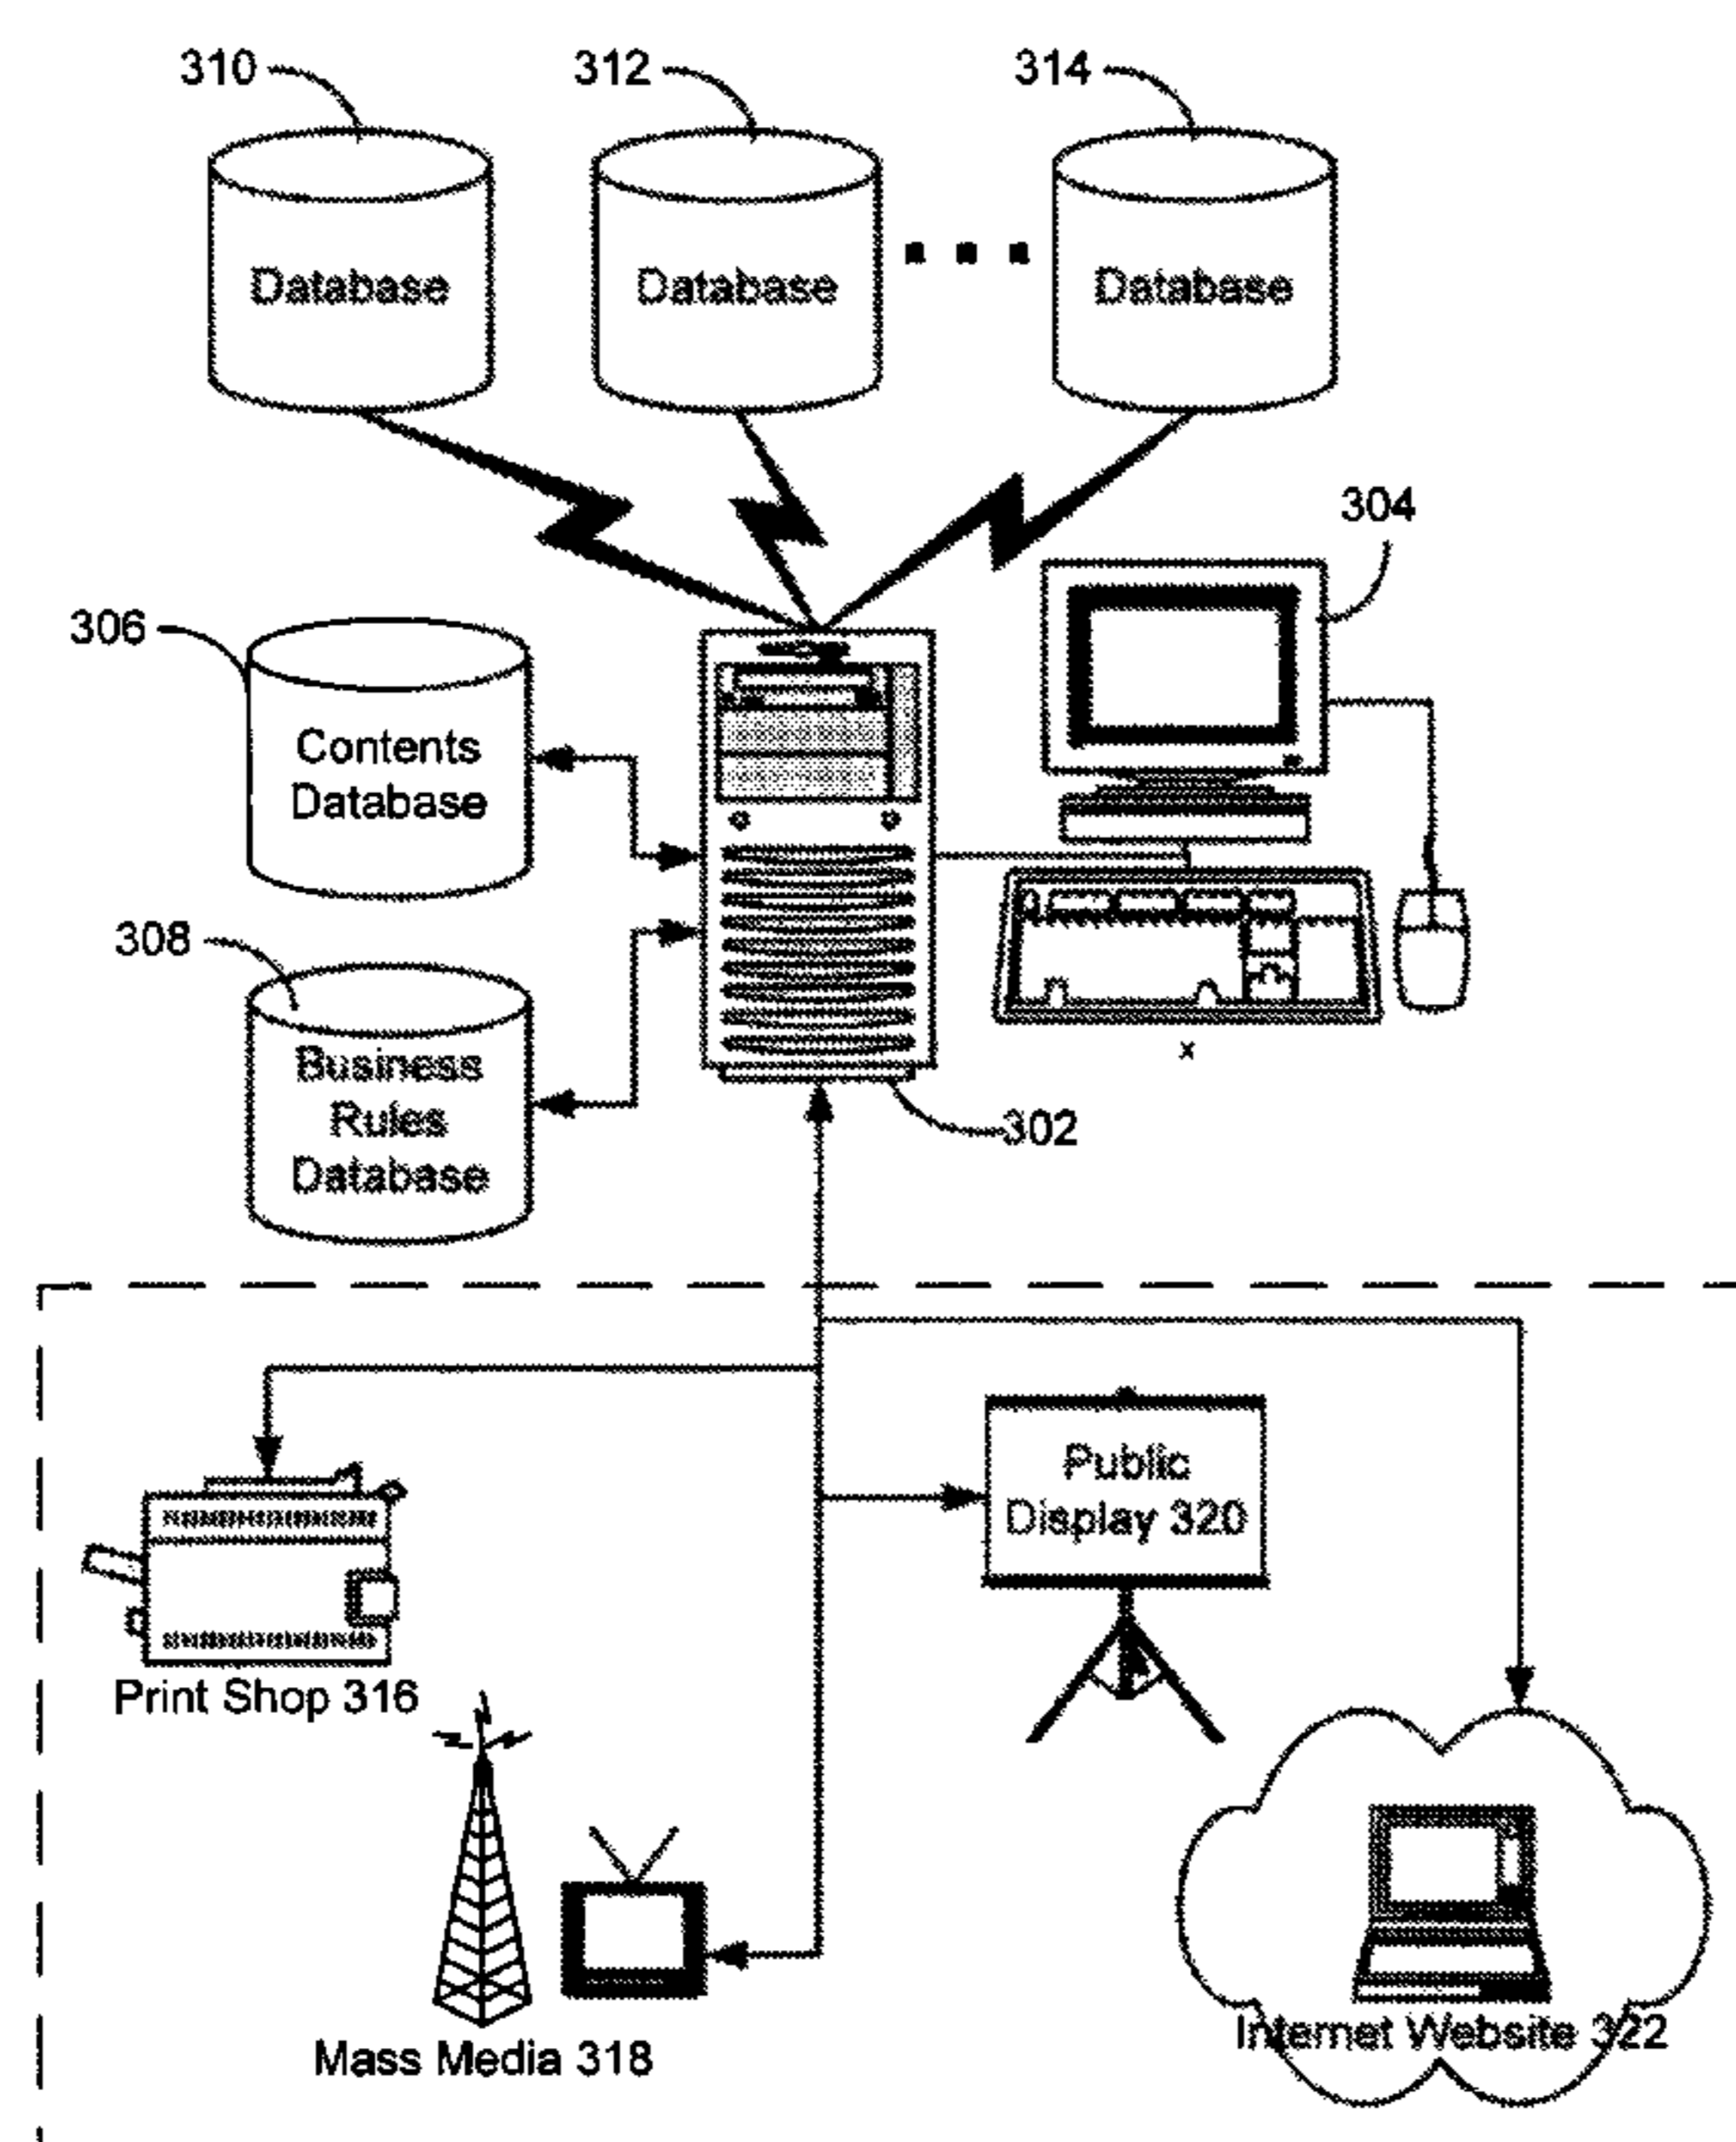 310
312
314
Database
Database
Database
304
306
Contents
Database
308
Business
Rules
Database
x
302
Public
Display 320
Print Shop 316
Internet Website 322
Mass Media 318